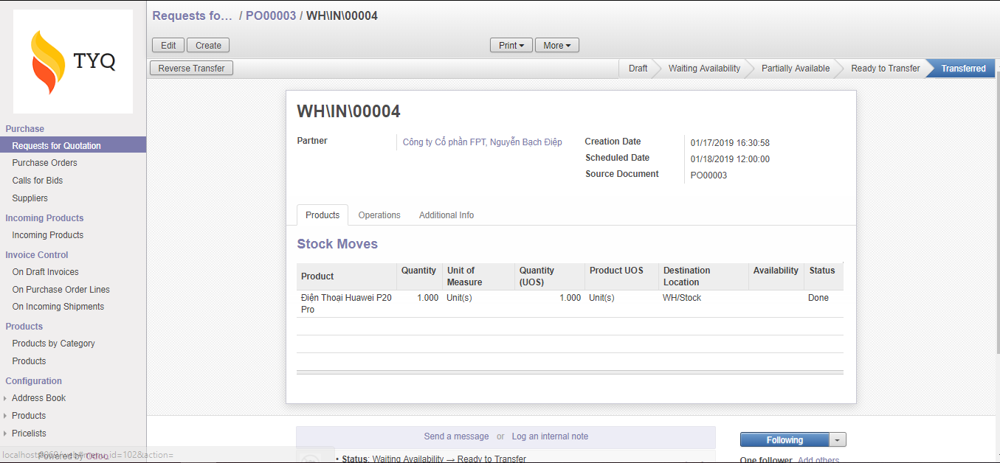 TYQ
Purchase
Requests for Quotation
Purchase Orders
Calls for Bids
Suppliers
Incoming Products
Incoming Products
Invoice Control
On Draft Invoices
On Purchase Order Lines
On Incoming Shipments
Products
Products by Category
Products
Configuration
Address Book
Products
Pricelists
Powered by Odoo
localhost:8069/web#menu_id=102&action=
Requests fo... / PO00003 / WH\IN\00004
Edit Create Print More
Reverse Transfer Draft Waiting Availability Partially Available Ready to Transfer Transferred
WH\IN\00004
Partner Công ty Cổ phần FPT, Nguyễn Bạch Điệp
Creation Date 01/17/2019 16:30:58
Scheduled Date 01/18/2019 12:00:00
Source Document PO00003
Products Operations Additional Info
Stock Moves
Product Quantity Unit of Measure Quantity (UOS) Product UOS Destination Location Availability Status
Điện Thoại Huawei P20 Pro 1.000 Unit(s) 1.000 Unit(s) WH/Stock Done
Send a message or Log an internal note
Following
• Status: Waiting Availability → Ready to Transfer
One follower Add others